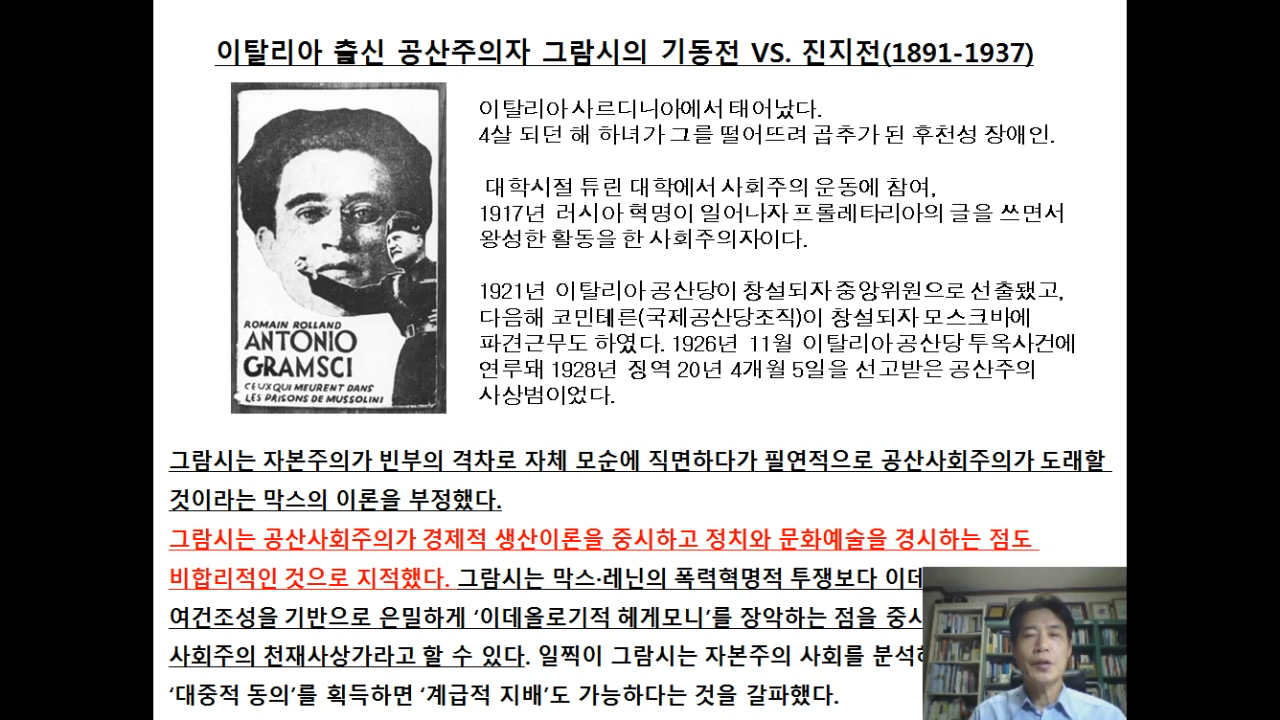 이탈리아 출신 공산주의자 그람시의 기동전 VS. 진지전(1891-1937)
이탈리아 사르디니아에서 태어났다.
4살 되던 해 하녀가 그를 떨어뜨려 곱추가 된 후천성 장애인.
대학시절 튜린 대학에서 사회주의 운동에 참여,
1917년 러시아 혁명이 일어나자 프롤레타리아의 글을 쓰면서
왕성한 활동을 한 사회주의자이다.
1921년 이탈리아 공산당이 창설되자 중앙위원으로 선출됐고,
다음해 코민테른(국제공산당조직)이 창설되자 모스크바에
파견근무도 하였다. 1926년 11월 이탈리아 공산당 투옥사건에
연루돼 1928년 징역 20년 4개월 5일을 선고받은 공산주의
사상범이었다.
ROMAIN ROLLAND
ANTONIO
GRAMSCI
CEUX QUI MEURENT DANS
LES PRISONS DE MUSSOLINI
그람시는 자본주의가 빈부의 격차로 자체 모순에 직면하다가 필연적으로 공산사회주의가 도래할
것이라는 막스의 이론을 부정했다.
그람시는 공산사회주의가 경제적 생산이론을 중시하고 정치와 문화예술을 경시하는 점도
비합리적인 것으로 지적했다. 그람시는 막스·레닌의 폭력혁명적 투쟁보다 이데
여건조성을 기반으로 은밀하게 ‘이데올로기적 헤게모니’를 장악하는 점을 중시
사회주의 천재사상가라고 할 수 있다. 일찍이 그람시는 자본주의 사회를 분석하
‘대중적 동의’를 획득하면 ‘계급적 지배’도 가능하다는 것을 갈파했다.